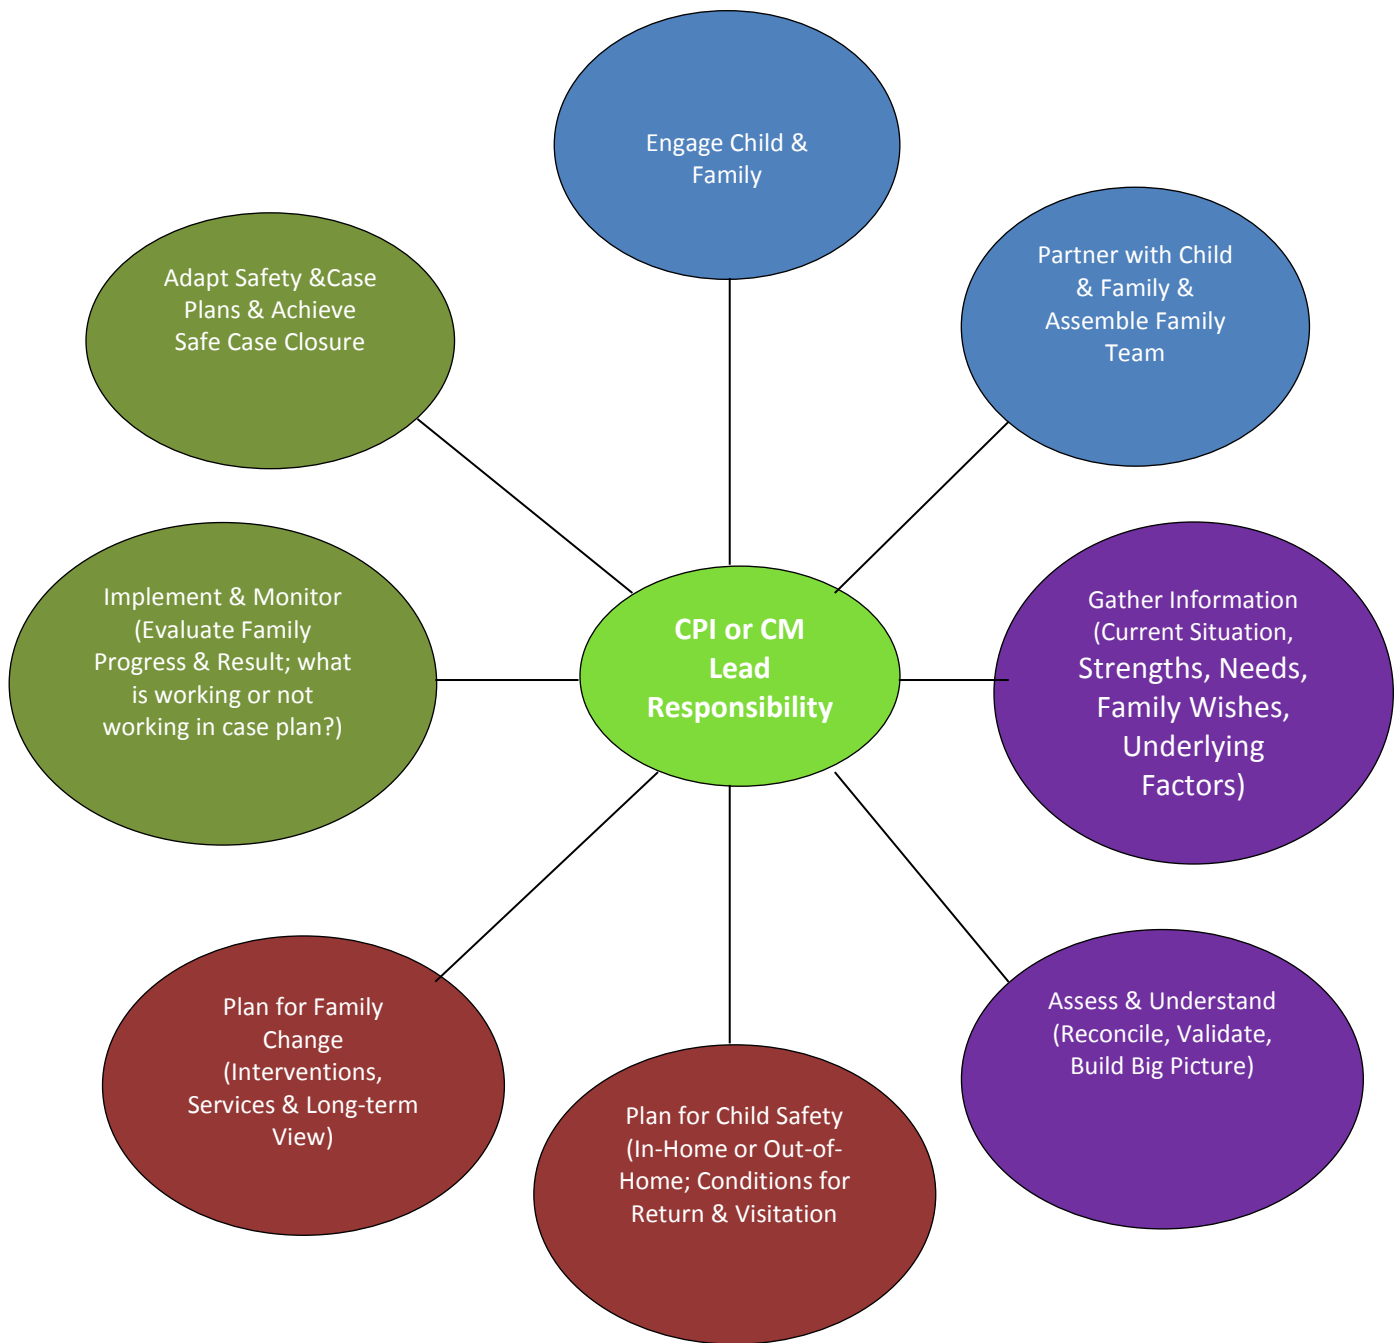 Engage Child &
Family
Partner with Child
& Family &
Assemble Family
Team
Gather Information
(Current Situation,
Strengths, Needs,
Family Wishes,
Underlying
Factors)
Assess & Understand
(Reconcile, Validate,
Build Big Picture)
Plan for Child Safety
(In-Home or Out-of-
Home; Conditions for
Return & Visitation
Plan for Family
Change
(Interventions,
Services & Long-term
View)
Implement & Monitor
(Evaluate Family
Progress & Result; what
is working or not
working in case plan?)
Adapt Safety &Case
Plans & Achieve
Safe Case Closure
CPI or CM
Lead
Responsibility